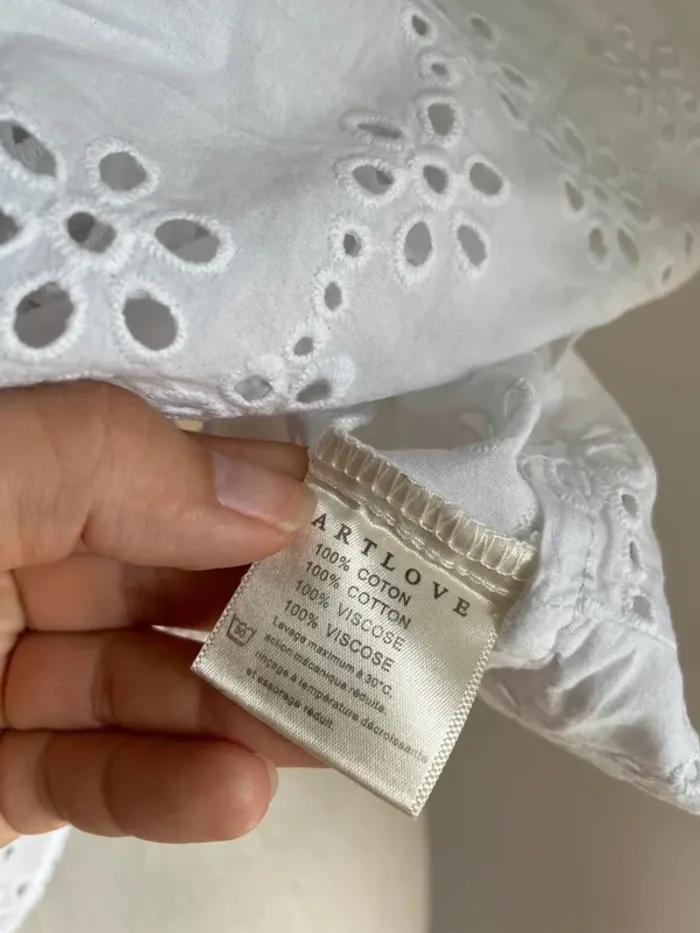 ARTLOVE
100% COTON
100% COTTON
100% VISCOSE
100% VISCOSE
30
Lavage maximum à 30°C.
action mécanique réduite.
rinçage à température décroissante
et essorage réduit.